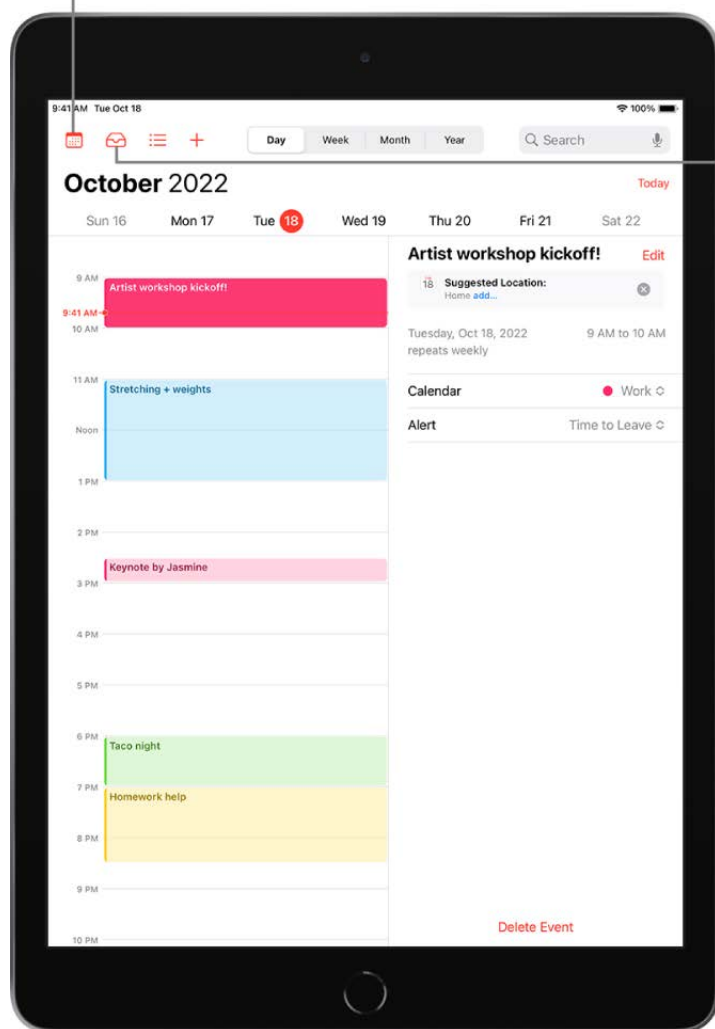 9:41 AM Tue Oct 18
100%
Day Week Month Year
Search
October 2022
Today
Sun 16 Mon 17 Tue 18 Wed 19 Thu 20 Fri 21 Sat 22
9 AM
Artist workshop kickoff!
9:41 AM
10 AM
11 AM
Stretching + weights
Noon
1 PM
2 PM
Keynote by Jasmine
3 PM
4 PM
5 PM
6 PM
Taco night
7 PM
Homework help
8 PM
9 PM
10 PM
Artist workshop kickoff! Edit
18 Suggested Location:
Home add...
Tuesday, Oct 18, 2022 9 AM to 10 AM
repeats weekly
Calendar Work
Alert Time to Leave
Delete Event